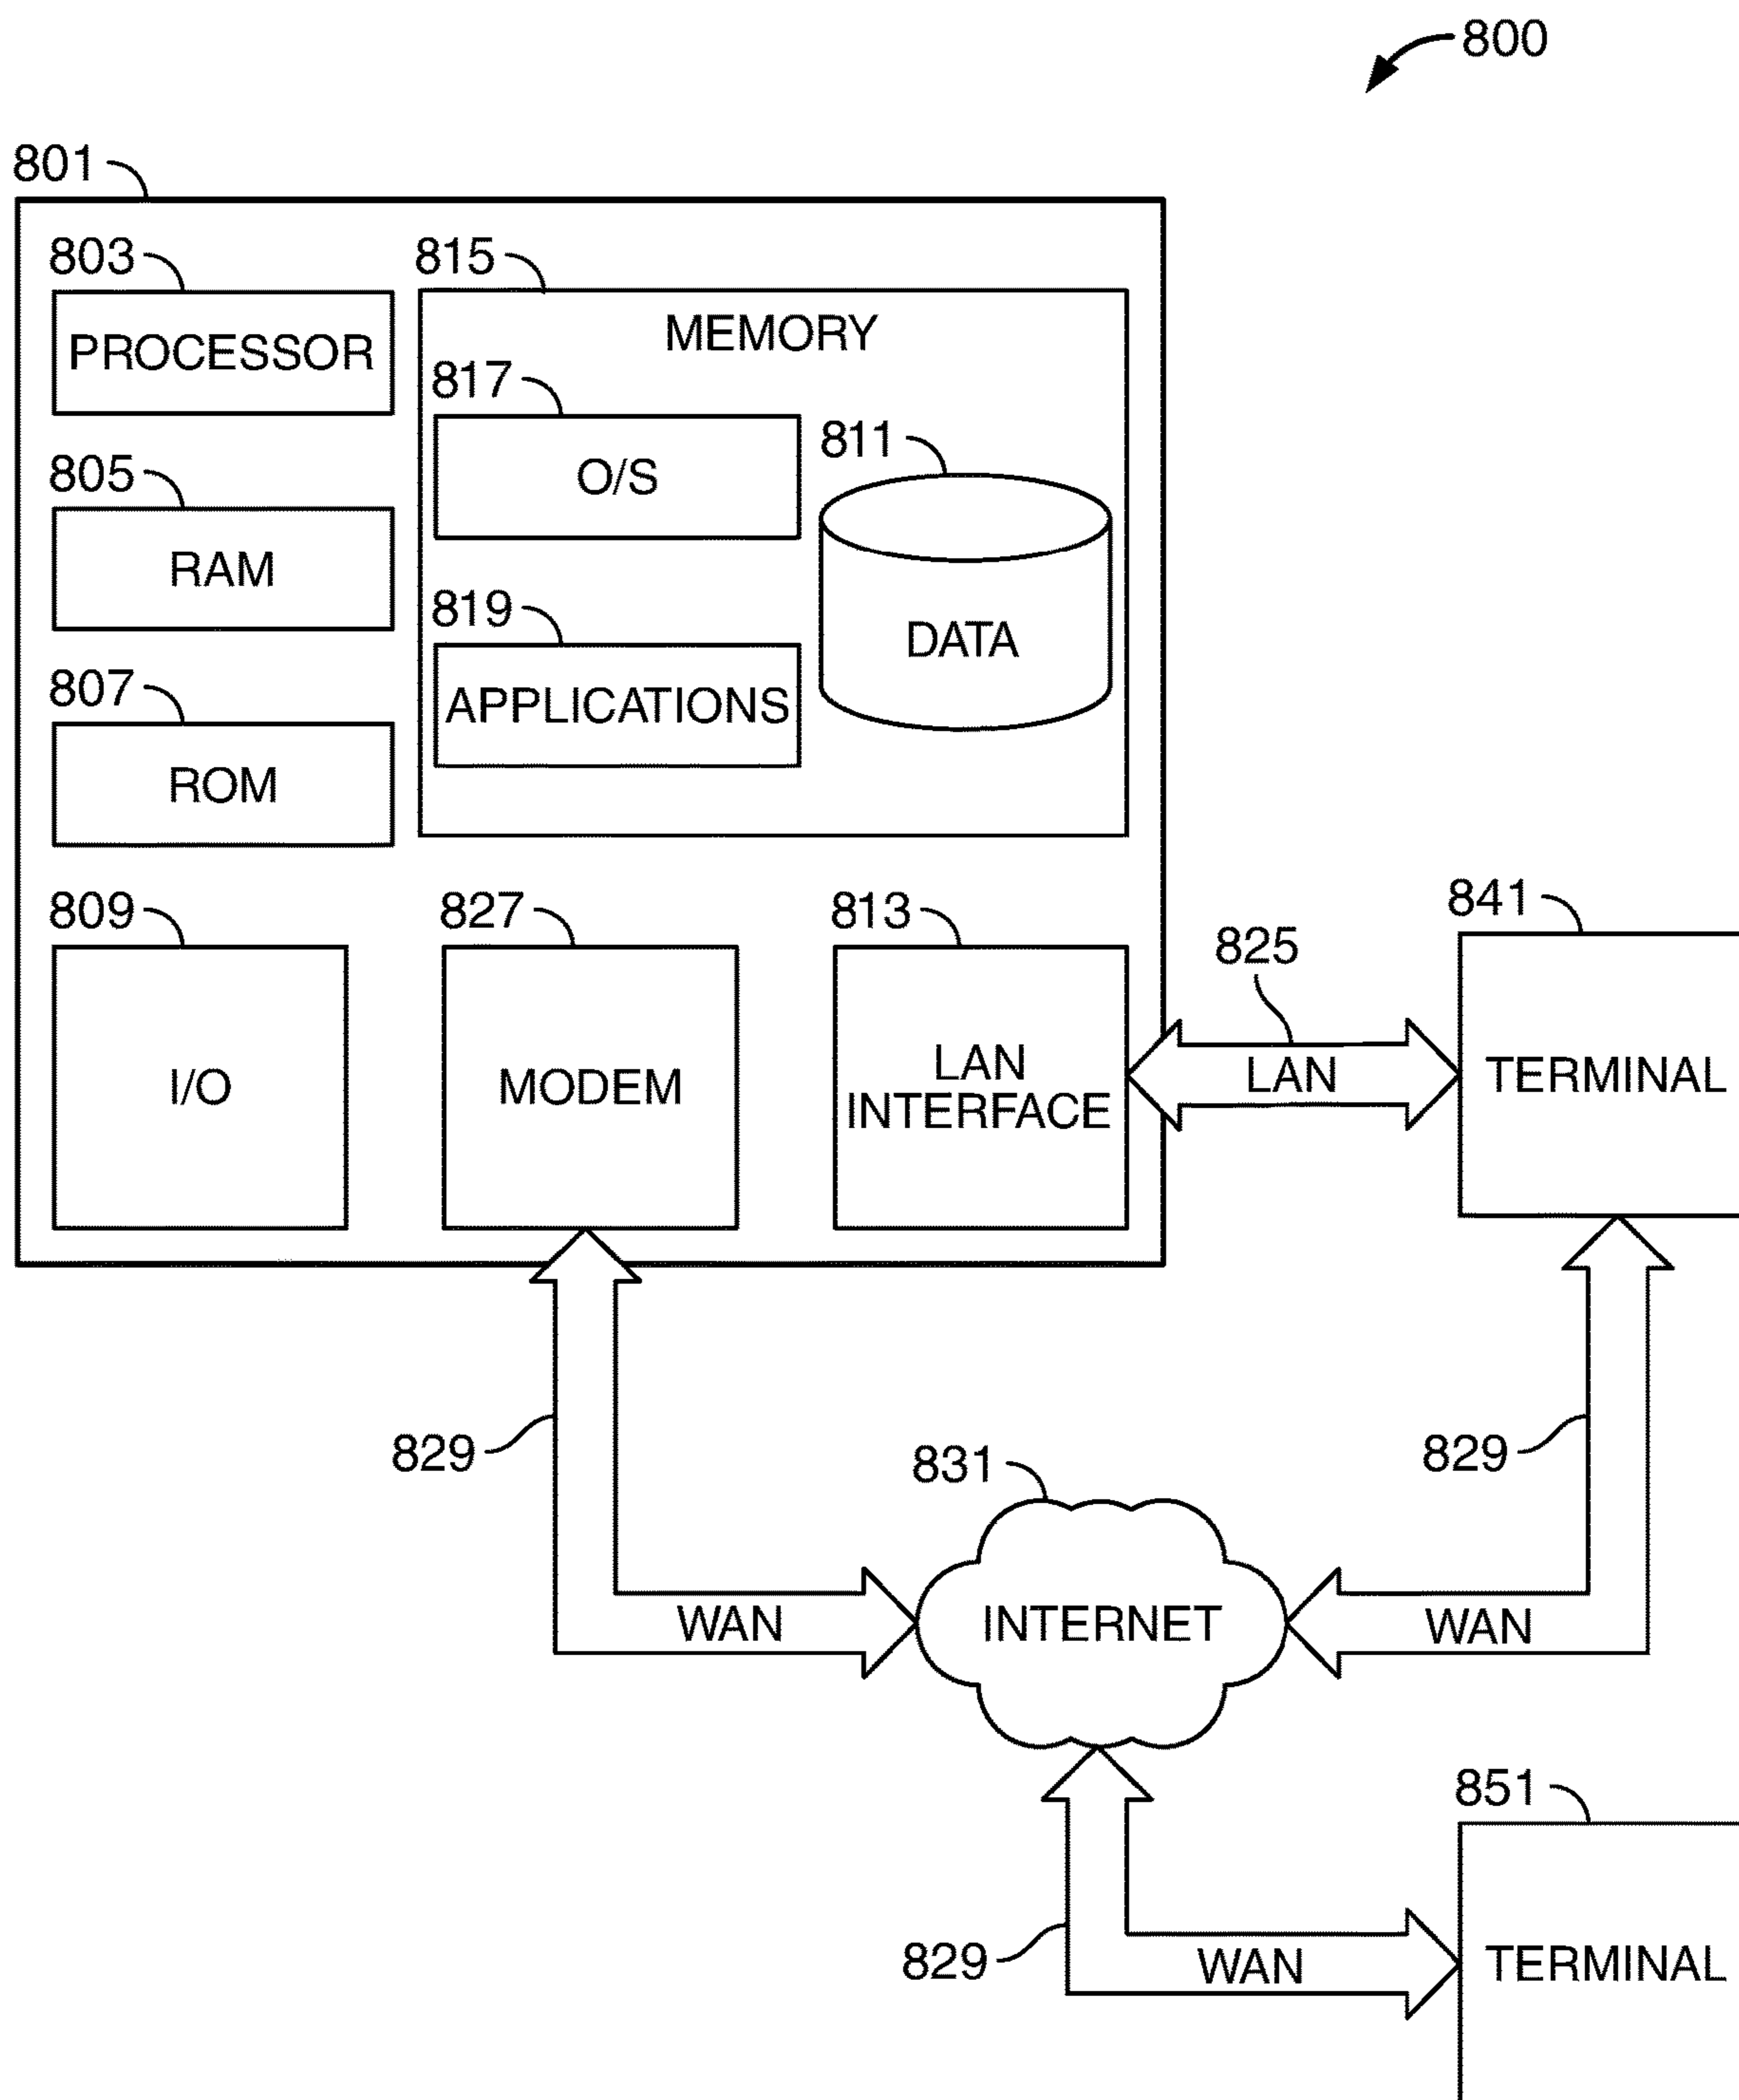 800
801
803
PROCESSOR
805
RAM
807
ROM
815
MEMORY
817
O/S
811
DATA
819
APPLICATIONS
809
I/O
827
MODEM
813
LAN
INTERFACE
825
LAN
841
TERMINAL
829
WAN
831
INTERNET
829
WAN
829
WAN
851
TERMINAL